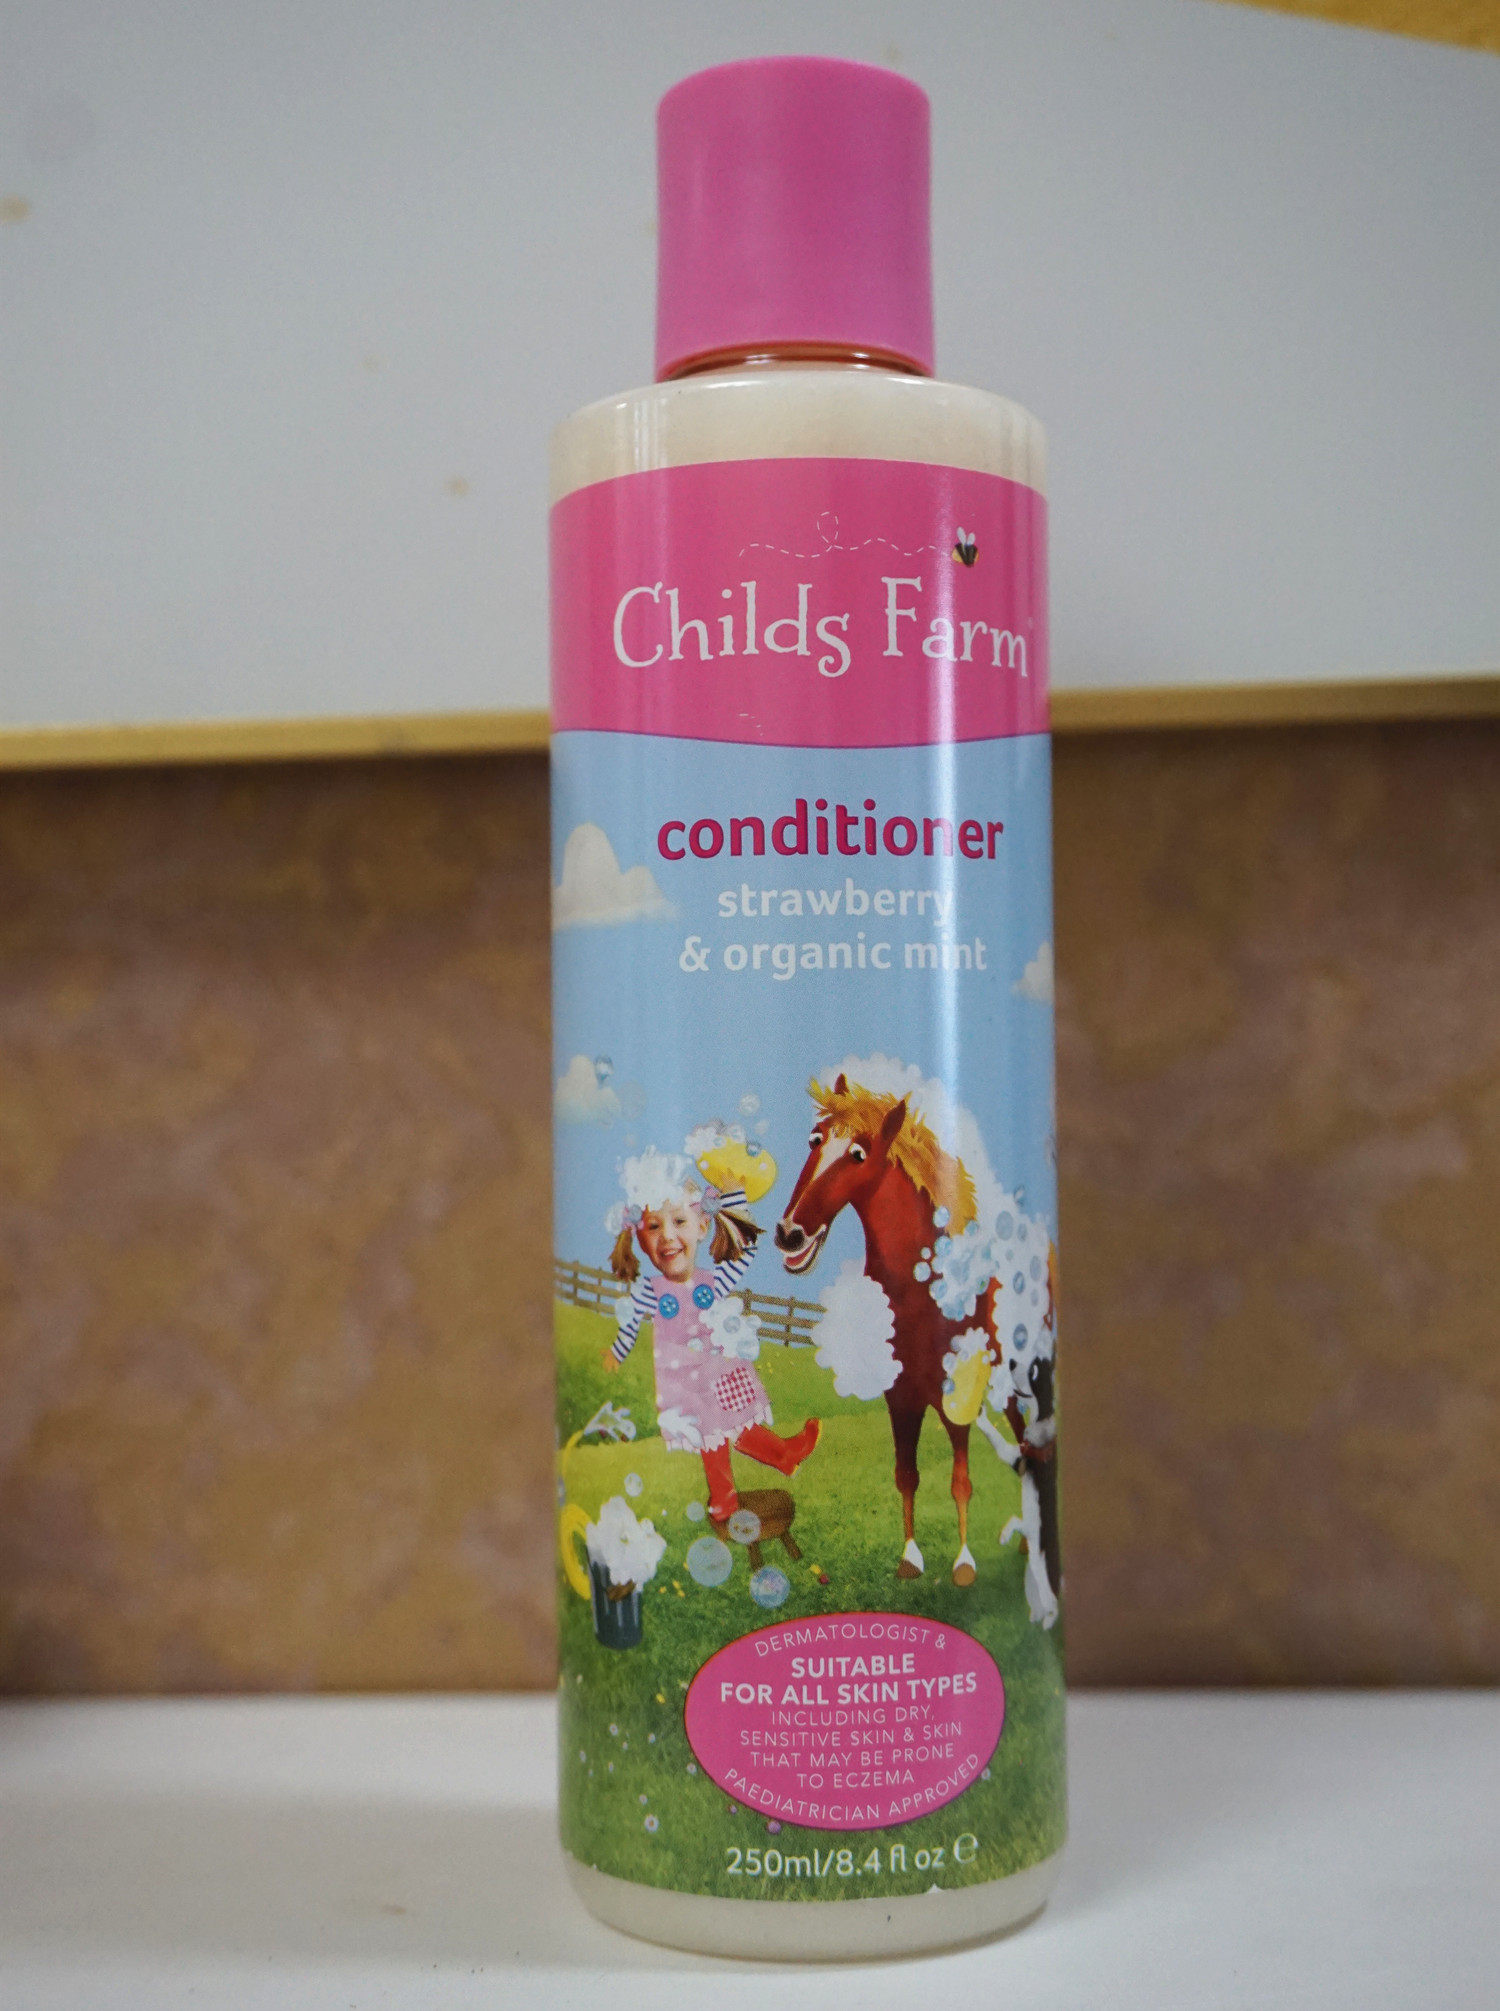 Childs Farm
conditioner
strawberry
& organic mint
DERMATOLOGIST &
SUITABLE
FOR ALL SKIN TYPES
INCLUDING DRY,
SENSITIVE SKIN & SKIN
THAT MAY BE PRONE
TO ECZEMA
PAEDIATRICIAN APPROVED
250ml/8.4 fl oz ℮